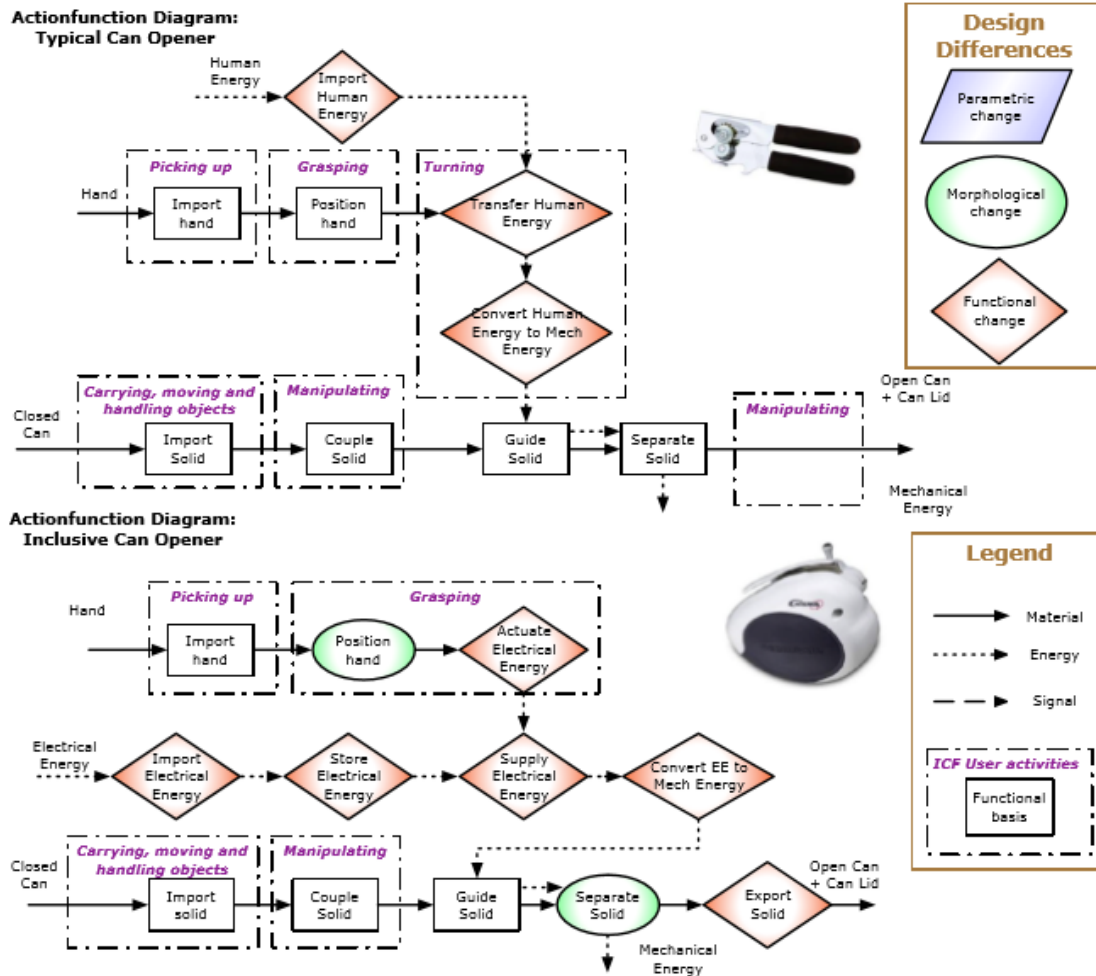 Actionfunction Diagram:
Typical Can Opener
Human
Energy
Import
Human
Energy
Picking up
Grasping
Turning
Hand
Import
hand
Position
hand
Transfer Human
Energy
Convert Human
Energy to Mech
Energy
Carrying, moving and
handling objects
Manipulating
Manipulating
Closed
Can
Import
Solid
Couple
Solid
Guide
Solid
Separate
Solid
Open Can
+ Can Lid
Mechanical
Energy
Design
Differences
Parametric
change
Morphological
change
Functional
change
Actionfunction Diagram:
Inclusive Can Opener
Picking up
Grasping
Hand
Import
hand
Position
hand
Actuate
Electrical
Energy
Electrical
Energy
Import
Electrical
Energy
Store
Electrical
Energy
Supply
Electrical
Energy
Convert EE to
Mech Energy
Carrying, moving and
handling objects
Manipulating
Closed
Can
Import
solid
Couple
Solid
Guide
Solid
Separate
Solid
Export
Solid
Open Can
+ Can Lid
Mechanical
Energy
Legend
Material
Energy
Signal
ICF User activities
Functional
basis